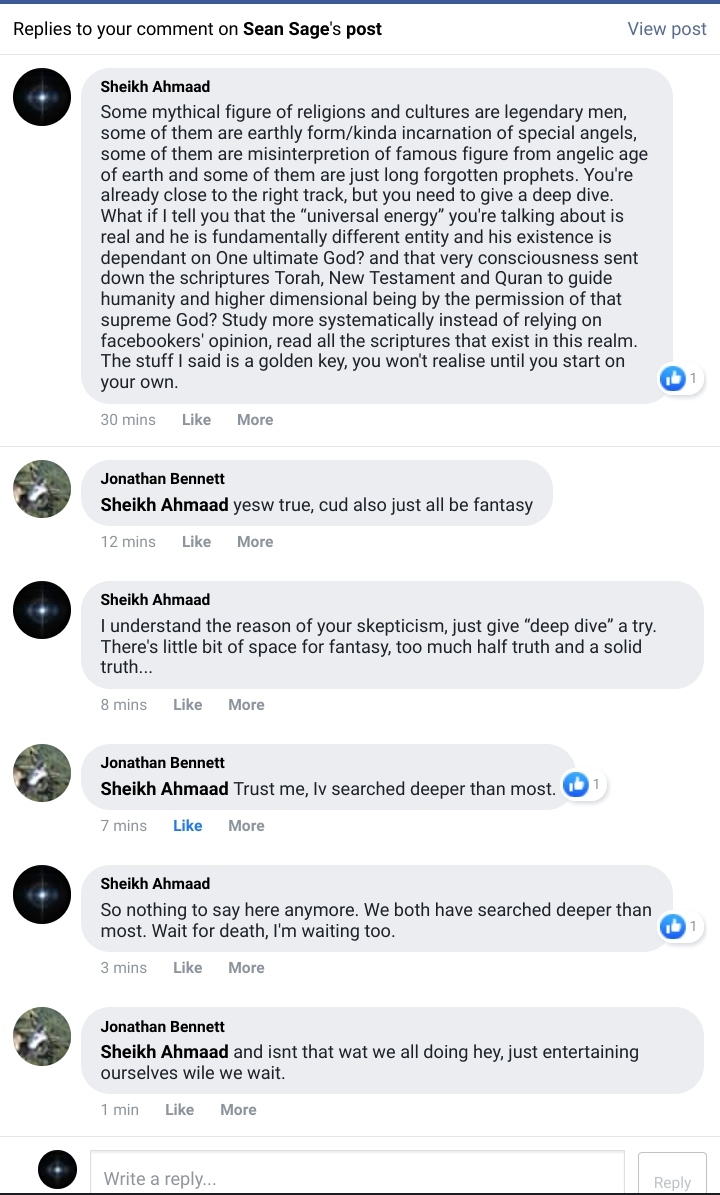 Replies to your comment on Sean Sage's post
View post
Sheikh Ahmaad
Some mythical figure of religions and cultures are legendary men,
some of them are earthly form/kinda incarnation of special angels,
some of them are misinterpretion of famous figure from angelic age
of earth and some of them are just long forgotten prophets. You're
already close to the right track, but you need to give a deep dive.
What if I tell you that the “universal energy” you're talking about is
real and he is fundamentally different entity and his existence is
dependant on One ultimate God? and that very consciousness sent
down the schriptures Torah, New Testament and Quran to guide
humanity and higher dimensional being by the permission of that
supreme God? Study more systematically instead of relying on
facebookers' opinion, read all the scriptures that exist in this realm.
The stuff I said is a golden key, you won't realise until you start on
your own.
1
30 mins Like More
Jonathan Bennett
Sheikh Ahmaad yesw true, cud also just all be fantasy
12 mins Like More
Sheikh Ahmaad
I understand the reason of your skepticism, just give “deep dive” a try.
There's little bit of space for fantasy, too much half truth and a solid
truth...
8 mins Like More
Jonathan Bennett
Sheikh Ahmaad Trust me, Iv searched deeper than most.
1
7 mins Like More
Sheikh Ahmaad
So nothing to say here anymore. We both have searched deeper than
most. Wait for death, I'm waiting too.
1
3 mins Like More
Jonathan Bennett
Sheikh Ahmaad and isnt that wat we all doing hey, just entertaining
ourselves wile we wait.
1 min Like More
Write a reply...
Reply